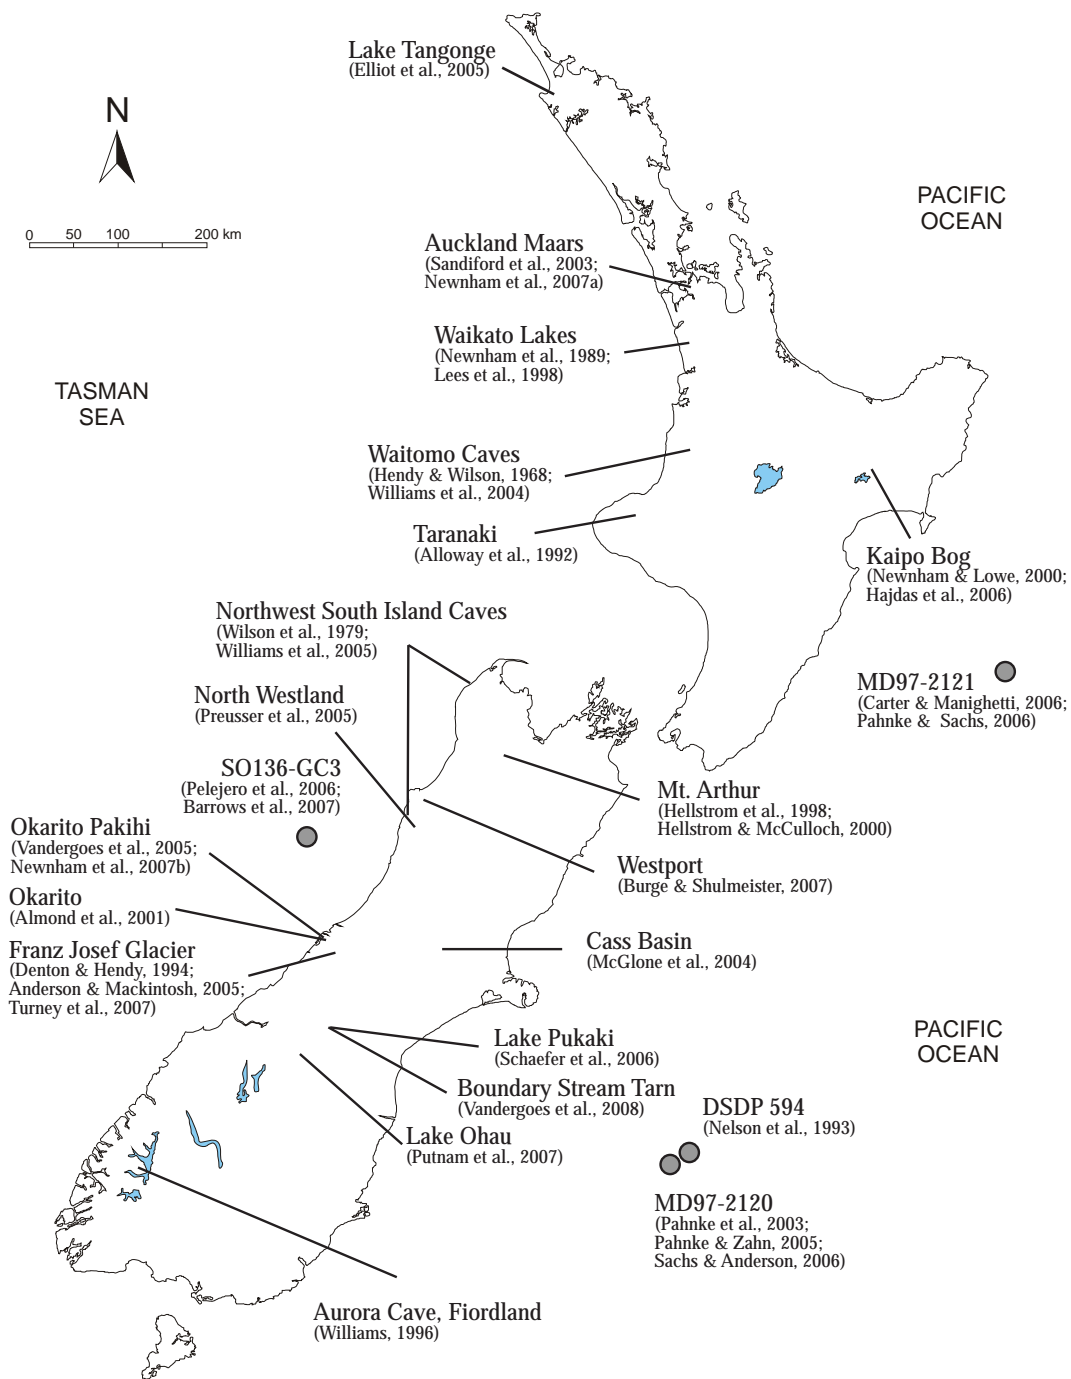 Lake Tangonge
(Elliot et al., 2005)
N
0 50 100 200 km
PACIFIC
OCEAN
Auckland Maars
(Sandiford et al., 2003;
Newnham et al., 2007a)
Waikato Lakes
(Newnham et al., 1989;
Lees et al., 1998)
TASMAN
SEA
Waitomo Caves
(Hendy & Wilson, 1968;
Williams et al., 2004)
Taranaki
(Alloway et al., 1992)
Kaipo Bog
(Newnham & Lowe, 2000;
Hajdas et al., 2006)
Northwest South Island Caves
(Wilson et al., 1979;
Williams et al., 2005)
MD97-2121
(Carter & Manighetti, 2006;
Pahnke & Sachs, 2006)
North Westland
(Preusser et al., 2005)
SO136-GC3
(Pelejero et al., 2006;
Barrows et al., 2007)
Mt. Arthur
(Hellstrom et al., 1998;
Hellstrom & McCulloch, 2000)
Okarito Pakihi
(Vandergoes et al., 2005;
Newnham et al., 2007b)
Westport
(Burge & Shulmeister, 2007)
Okarito
(Almond et al., 2001)
Franz Josef Glacier
(Denton & Hendy, 1994;
Anderson & Mackintosh, 2005;
Turney et al., 2007)
Cass Basin
(McGlone et al., 2004)
PACIFIC
OCEAN
Lake Pukaki
(Schaefer et al., 2006)
Boundary Stream Tarn
(Vandergoes et al., 2008)
DSDP 594
(Nelson et al., 1993)
Lake Ohau
(Putnam et al., 2007)
MD97-2120
(Pahnke et al., 2003;
Pahnke & Zahn, 2005;
Sachs & Anderson, 2006)
Aurora Cave, Fiordland
(Williams, 1996)